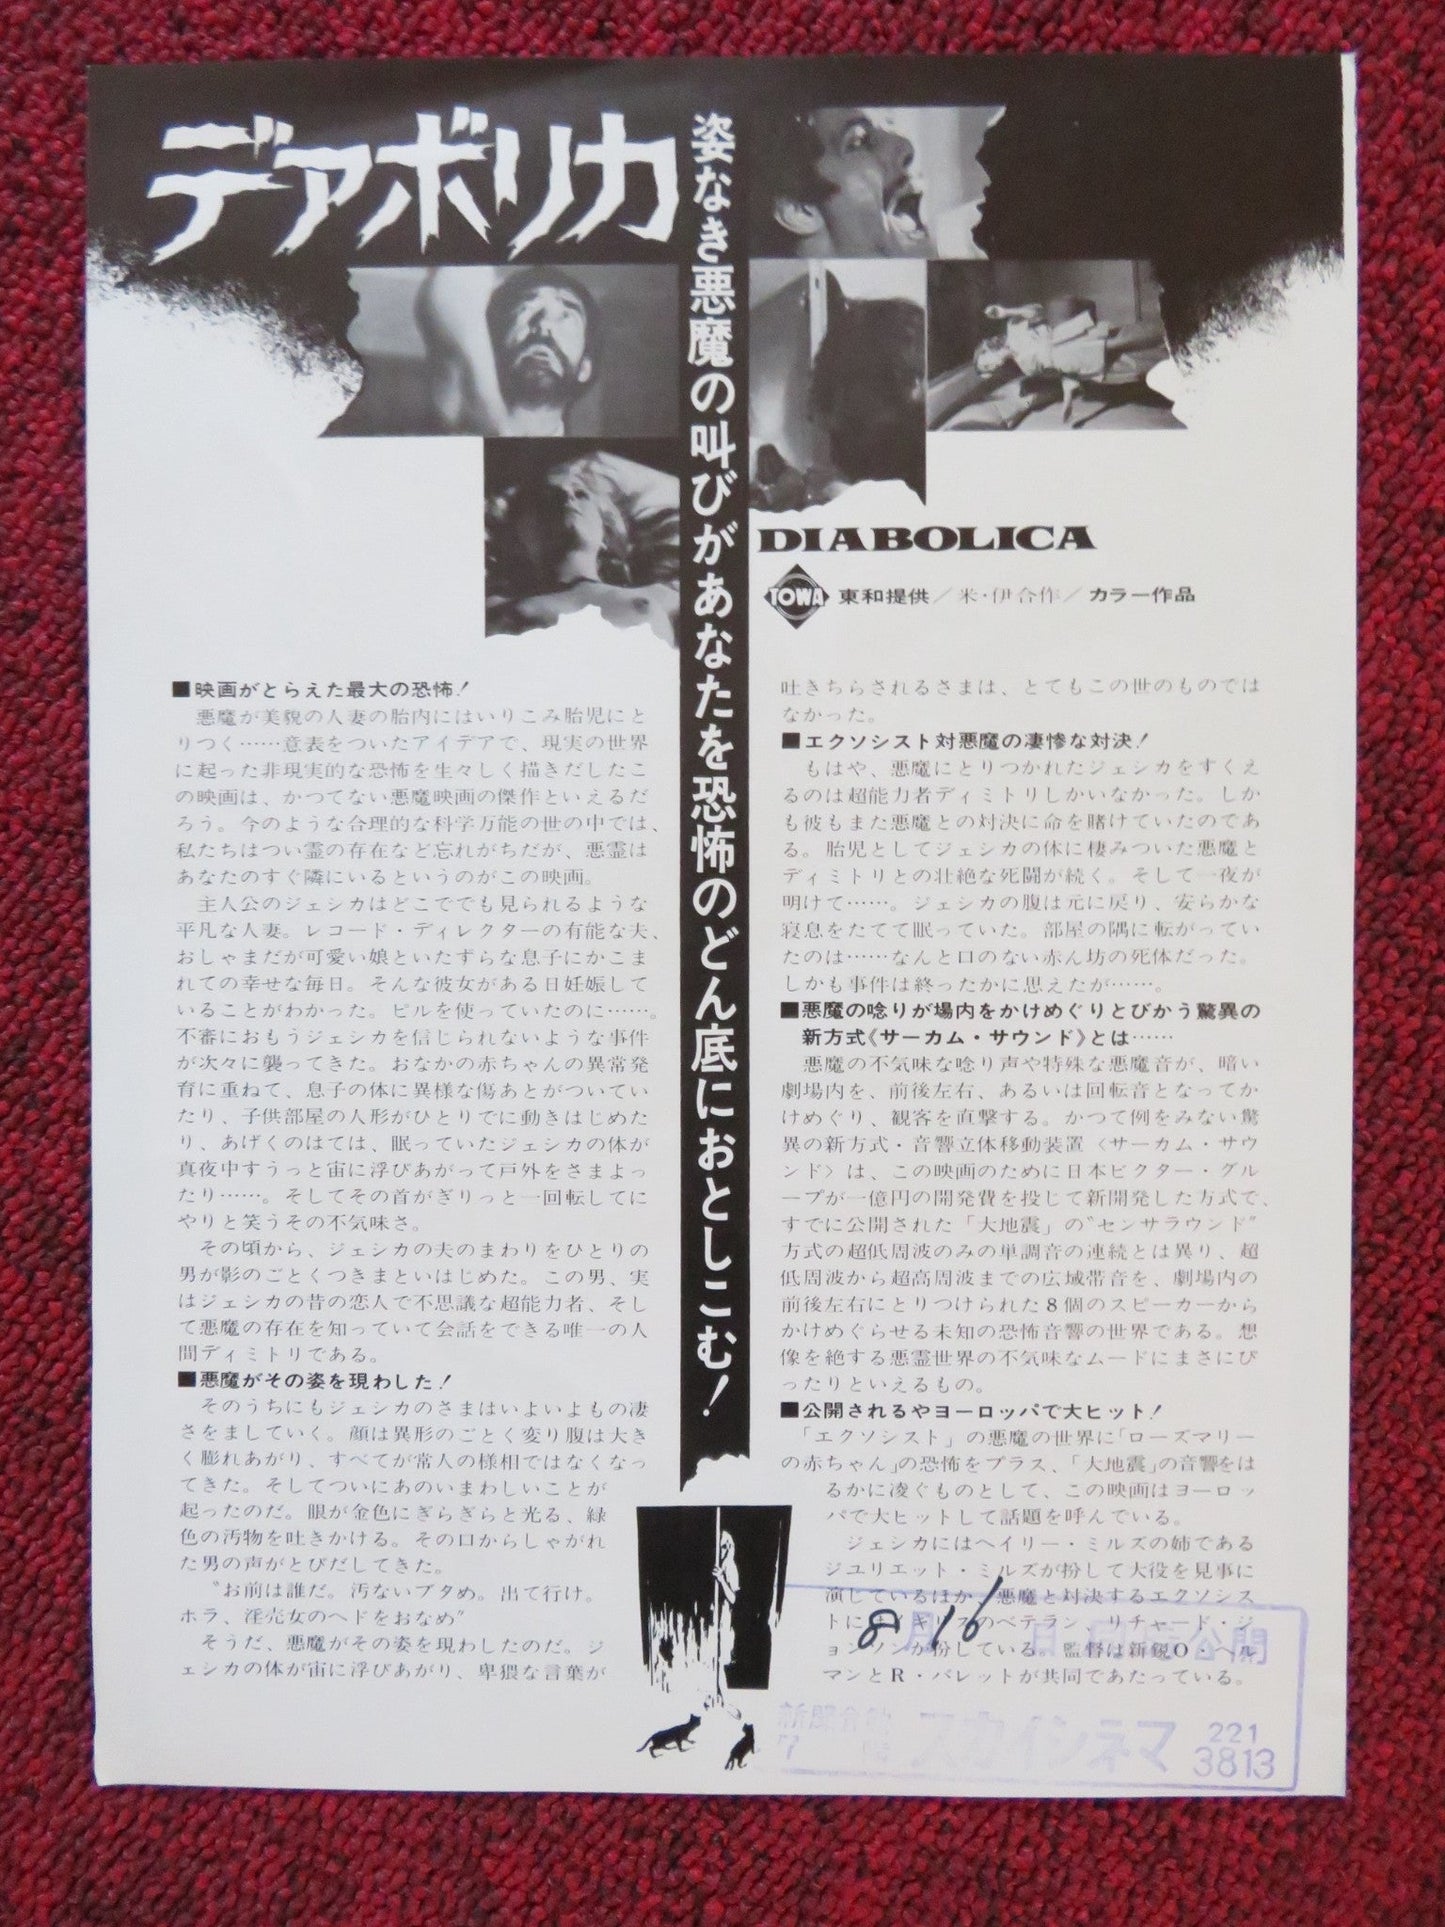 デアボリカ
姿なき悪魔の叫びがあなたを恐怖のどん底におとしこむ！
DIABOLICA
TOWA 東和提供／米・伊合作／カラー作品
■映画がとらえた最大の恐怖！
悪魔が美貌の人妻の胎内にはいりこみ胎児にと
りつく……意表をついたアイデアで、現実の世界
に起った非現実的な恐怖を生々しく描きだしたこ
の映画は、かつてない悪魔映画の傑作といえるだ
ろう。今のような合理的な科学万能の世の中では、
私たちはつい霊の存在など忘れがちだが、悪霊は
あなたのすぐ隣にいるというのがこの映画。
主人公のジェシカはどこででも見られるような
平凡な人妻。レコード・ディレクターの有能な夫、
おしゃまだが可愛い娘といたずらな息子にかこま
れての幸せな毎日。そんな彼女がある日妊娠して
いることがわかった。ピルを使っていたのに……。
不審におもうジェシカを信じられないような事件
が次々に襲ってきた。おなかの赤ちゃんの異常発
育に重ねて、息子の体に異様な傷あとがついてい
たり、子供部屋の人形がひとりでに動きはじめた
り、あげくのはては、眠っていたジェシカの体が
真夜中すうっと宙に浮びあがって戸外をさまよっ
たり……。そしてその首がぎりっと一回転してに
やりと笑うその不気味さ。
その頃から、ジェシカの夫のまわりをひとりの
男が影のごとくつきまといはじめた。この男、実
はジェシカの昔の恋人で不思議な超能力者、そし
て悪魔の存在を知っていて会話をできる唯一の人
間ディミトリである。
■悪魔がその姿を現わした！
そのうちにもジェシカのさまはいよいよもの凄
さをましていく。顔は異形のごとく変り腹は大き
く膨れあがり、すべてが常人の様相ではなくなっ
てきた。そしてついにあのいまわしいことが
起ったのだ。眼が金色にぎらぎらと光る、緑
色の汚物を吐きかける。その口からしゃがれ
た男の声がとびだしてきた。
〝お前は誰だ。汚ないブタめ。出て行け。
ホラ、淫売女のヘドをおなめ〟
そうだ、悪魔がその姿を現わしたのだ。ジ
ェシカの体が宙に浮びあがり、卑猥な言葉が
吐きちらされるさまは、とてもこの世のものでは
なかった。
■エクソシスト対悪魔の凄惨な対決！
もはや、悪魔にとりつかれたジェシカをすくえ
るのは超能力者ディミトリしかいなかった。しか
も彼もまた悪魔との対決に命を賭けていたのであ
る。胎児としてジェシカの体に棲みついた悪魔と
ディミトリとの壮絶な死闘が続く。そして一夜が
明けて……。ジェシカの腹は元に戻り、安らかな
寝息をたてて眠っていた。部屋の隅に転がってい
たのは……なんと口のない赤ん坊の死体だった。
しかも事件は終ったかに思えたが……。
■悪魔の唸りが場内をかけめぐりとびかう驚異の
新方式《サーカム・サウンド》とは……
悪魔の不気味な唸り声や特殊な悪魔音が、暗い
劇場内を、前後左右、あるいは回転音となってか
けめぐり、観客を直撃する。かつて例をみない驚
異の新方式・音響立体移動装置〈サーカム・サウ
ンド〉は、この映画のために日本ビクター・グル
ープが一億円の開発費を投じて新開発した方式で、
すでに公開された「大地震」の〝センサラウンド〟
方式の超低周波のみの単調音の連続とは異り、超
低周波から超高周波までの広域帯音を、劇場内の
前後左右にとりつけられた8個のスピーカーから
かけめぐらせる未知の恐怖音響の世界である。想
像を絶する悪霊世界の不気味なムードにまさにぴ
ったりといえるもの。
■公開されるやヨーロッパで大ヒット！
「エクソシスト」の悪魔の世界に「ローズマリー
の赤ちゃん」の恐怖をプラス、「大地震」の音響をは
るかに凌ぐものとして、この映画はヨーロッ
パで大ヒットして話題を呼んでいる。
ジェシカにはヘイリー・ミルズの姉である
ジュリエット・ミルズが扮して大役を見事に
演じているほか、悪魔と対決するエクソシス
トにはイギリスのベテラン、リチャード・ジ
ョンソンが扮している。監督は新鋭O・ヘル
マンとR・バレットが共同であたっている。
8月16日 公開
スカイシネマ 221
3813